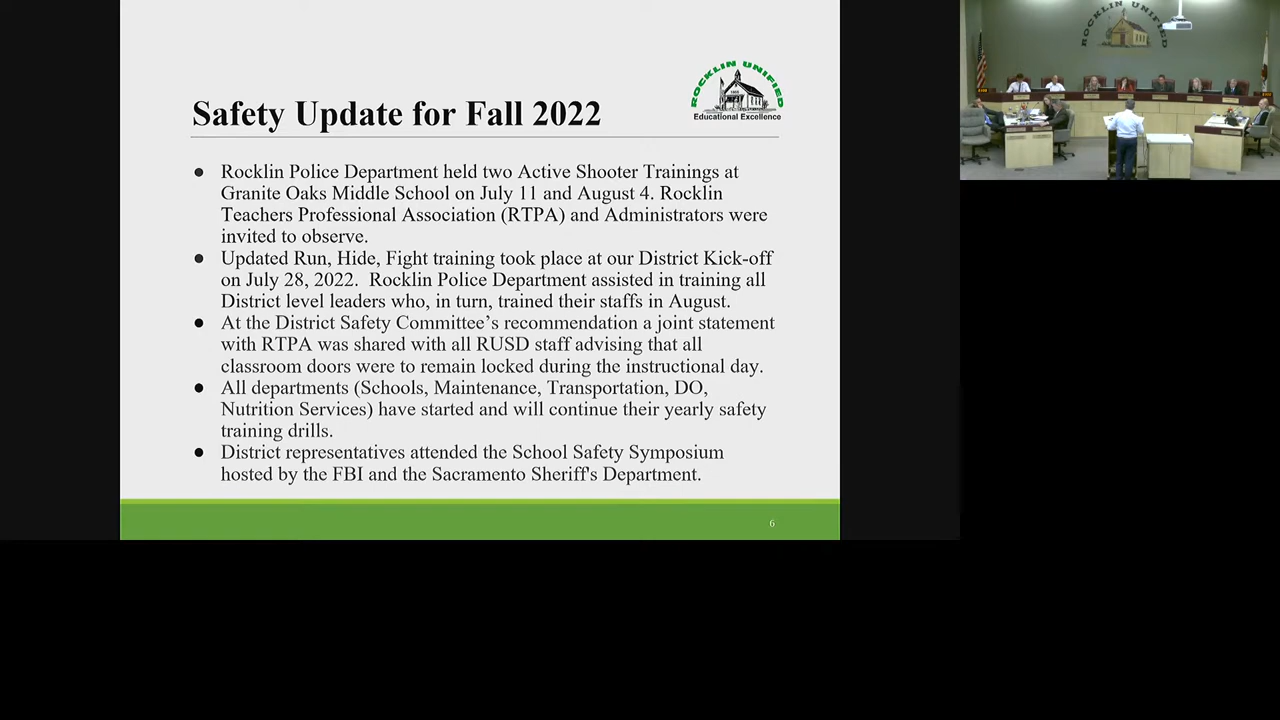 ROCKLIN UNIFIED
Educational Excellence
ROCKLIN UNIFIED
Safety Update for Fall 2022
● Rocklin Police Department held two Active Shooter Trainings at
Granite Oaks Middle School on July 11 and August 4. Rocklin
Teachers Professional Association (RTPA) and Administrators were
invited to observe.
● Updated Run, Hide, Fight training took place at our District Kick-off
on July 28, 2022. Rocklin Police Department assisted in training all
District level leaders who, in turn, trained their staffs in August.
● At the District Safety Committee’s recommendation a joint statement
with RTPA was shared with all RUSD staff advising that all
classroom doors were to remain locked during the instructional day.
● All departments (Schools, Maintenance, Transportation, DO,
Nutrition Services) have started and will continue their yearly safety
training drills.
● District representatives attended the School Safety Symposium
hosted by the FBI and the Sacramento Sheriff's Department.
6